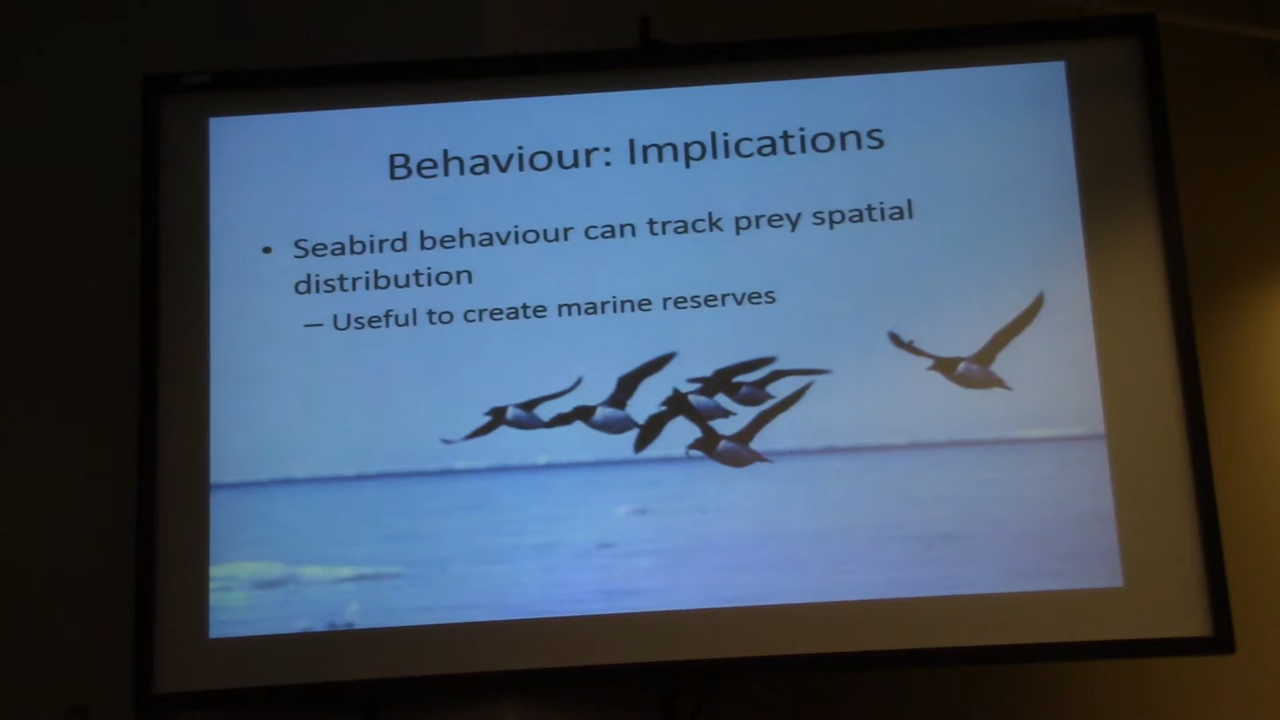 Behaviour: Implications
• Seabird behaviour can track prey spatial
distribution
– Useful to create marine reserves